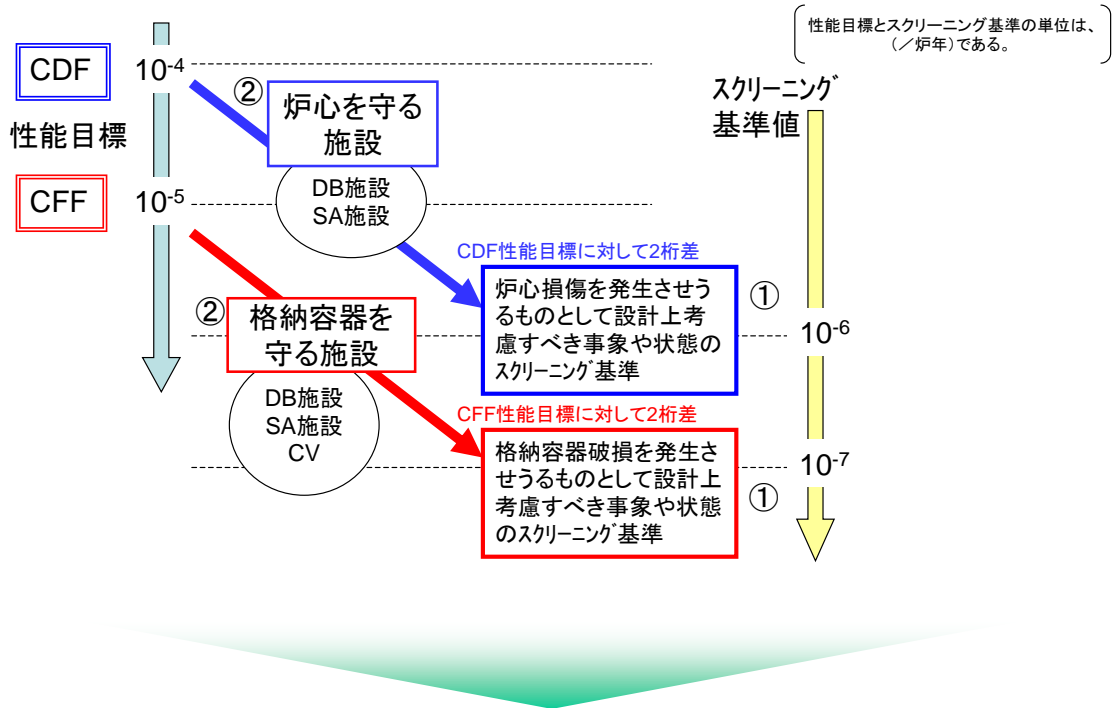 性能目標とスクリーニング基準の単位は、
(／炉年)である。
CDF
10-4
性能目標
CFF
10-5
②
炉心を守る
施設
DB施設
SA施設
スクリーニング
基準値
CDF性能目標に対して2桁差
炉心損傷を発生させう
るものとして設計上考
慮すべき事象や状態の
スクリーニング基準
①
10-6
②
格納容器を
守る施設
DB施設
SA施設
CV
CFF性能目標に対して2桁差
格納容器破損を発生さ
せうるものとして設計上
考慮すべき事象や状態
のスクリーニング基準
①
10-7